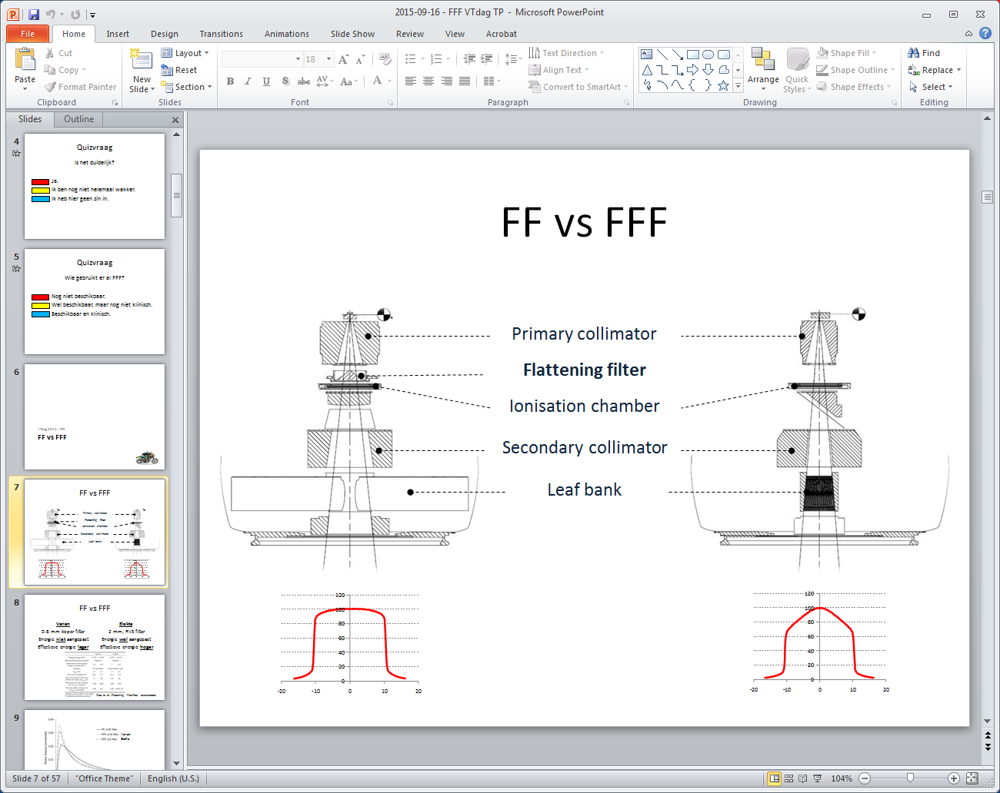 2015-09-16 - FFF VTdag TP - Microsoft PowerPoint
File Home Insert Design Transitions Animations Slide Show Review View Acrobat
Paste
Cut
Copy
Format Painter
Clipboard
New Slide
Layout
Reset
Section
Slides
18
Font
Text Direction
Align Text
Convert to SmartArt
Paragraph
Arrange
Quick Styles
Shape Fill
Shape Outline
Shape Effects
Drawing
Find
Replace
Select
Editing
Slides Outline
4
Quizvraag
Is het duidelijk?
Ja.
Ik ben nog niet helemaal wakker.
Ik heb hier geen zin in.
5
Quizvraag
Wie gebruikt er al FFF?
Nog niet beschikbaar.
Wel beschikbaar, maar nog niet klinisch.
Beschikbaar en klinisch.
6
FF vs FFF
7
FF vs FFF
Primary collimator
Flattening filter
Ionisation chamber
Secondary collimator
Leaf bank
8
FF vs FFF
Varian Elekta
0.8 mm koper filter 2 mm, RVS filter
Energie niet aangepast Energie wel aangepast
Effectieve energie lager Effectieve energie hoger
9
Varian
Elekta
FF vs FFF
Primary collimator
Flattening filter
Ionisation chamber
Secondary collimator
Leaf bank
120
100
80
60
40
20
0
-20 -10 0 10 20
120
100
80
60
40
20
0
-20 -10 0 10 20
Slide 7 of 57 "Office Theme" English (U.S.) 104%